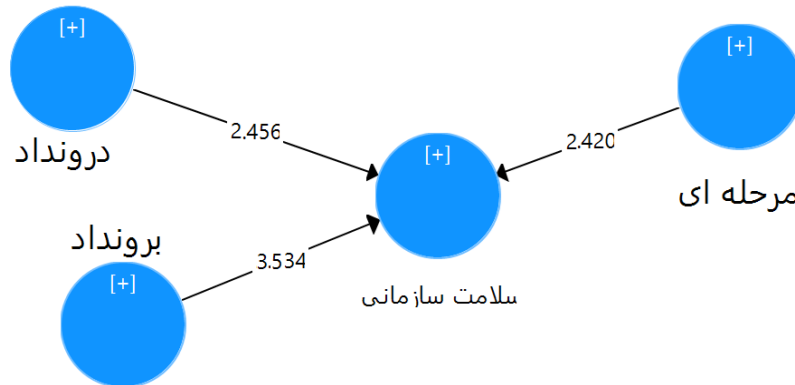 [+]
درونداد
[+]
مرحله ای
2.456
2.420
[+]
سلامت سازمانی
برونداد
[+]
3.534